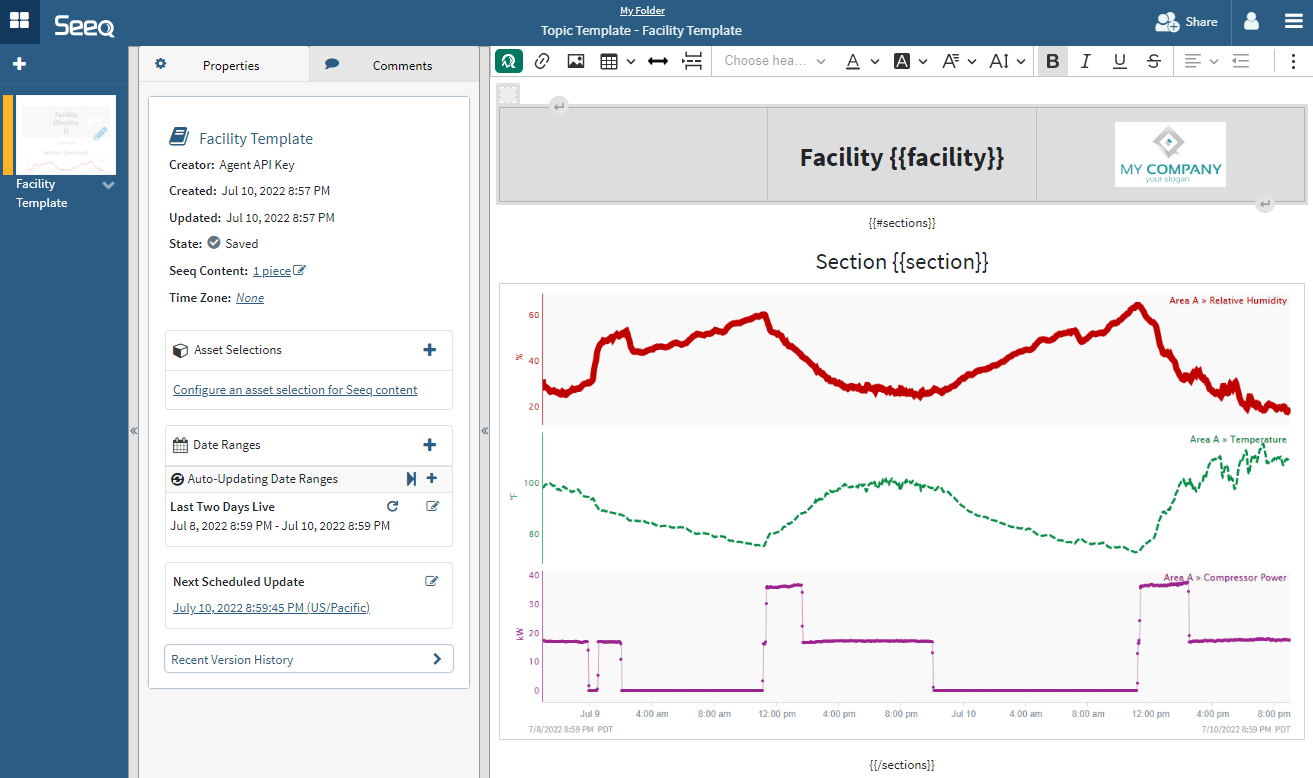 My Folder
Topic Template - Facility Template
Seeq
Share
Properties
Comments
Choose hea...
Facility Template
Facility Template
Creator: Agent API Key
Created: Jul 10, 2022 8:57 PM
Updated: Jul 10, 2022 8:57 PM
State: Saved
Seeq Content: 1 piece
Time Zone: None
Asset Selections
Configure an asset selection for Seeq content
Date Ranges
Auto-Updating Date Ranges
Last Two Days Live
Jul 8, 2022 8:59 PM - Jul 10, 2022 8:59 PM
Next Scheduled Update
July 10, 2022 8:59:45 PM (US/Pacific)
Recent Version History
Facility {{facility}}
MY COMPANY
your slogan
{{#sections}}
Section {{section}}
Area A » Relative Humidity
60
40
20
%
Area A » Temperature
100
80
°F
Area A » Compressor Power
40
30
20
10
0
kW
Jul 9 4:00 am 8:00 am 12:00 pm 4:00 pm 8:00 pm Jul 10 4:00 am 8:00 am 12:00 pm 4:00 pm 8:00 pm
7/8/2022 8:59 PM PDT
7/10/2022 8:59 PM PDT
{{/sections}}